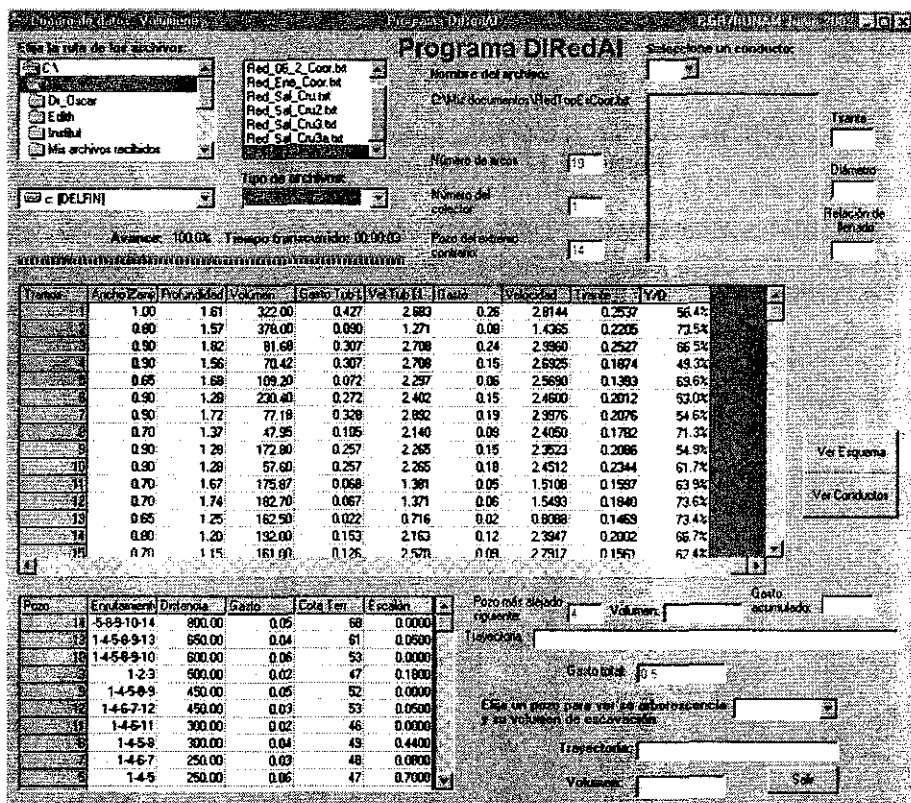 Programa DIRedAl
Elija la ruta de los archivos:
Seleccione un conducto:
C:\
Dr_Oscar
Edith
Institut
Mis archivos recibidos
c: [DELFIN]
Red_06_2_Coor.txt
Red_Ene_Coor.txt
Red_Sal_Cru.txt
Red_Sal_Cru2.txt
Red_Sal_Cru3.txt
Red_Sal_Cru3a.txt
Tipo de archivos:
Nombre del archivo:
Número de arcos 19
Número del colector 1
Pozo del extremo contrario: 14
Tirante
Diámetro
Relación de llenado
Avance: 100.0% Tiempo transcurrido: 00:00:03
Tramos Ancho Zanj Profundidad Volumen Gasto Tub Ll Vel Tub Ll Gasto Velocidad Tirante Y/D
1 1.00 1.61 322.00 0.427 2.683 0.26 2.8144 0.2537 56.4%
2 0.80 1.57 378.00 0.090 1.271 0.08 1.4365 0.2205 73.5%
3 0.90 1.82 81.68 0.307 2.708 0.24 2.9960 0.2527 66.5%
4 0.90 1.56 70.42 0.307 2.708 0.15 2.6925 0.1874 49.3%
5 0.65 1.68 109.20 0.072 2.297 0.06 2.5690 0.1393 69.6%
6 0.90 1.28 230.40 0.272 2.402 0.15 2.4600 0.2012 53.0%
7 0.90 1.72 77.18 0.328 2.892 0.19 2.9976 0.2076 54.6%
8 0.70 1.37 47.95 0.105 2.140 0.09 2.4050 0.1782 71.3%
9 0.90 1.28 172.80 0.257 2.265 0.15 2.3523 0.2086 54.9%
10 0.90 1.28 57.60 0.257 2.265 0.18 2.4512 0.2344 61.7%
11 0.70 1.67 175.87 0.068 1.381 0.05 1.5108 0.1597 63.9%
12 0.70 1.74 182.70 0.067 1.371 0.06 1.5493 0.1840 73.6%
13 0.65 1.25 162.50 0.022 0.716 0.02 0.8088 0.1469 73.4%
14 0.80 1.20 192.00 0.153 2.163 0.12 2.3947 0.2002 66.7%
15 0.70 1.15 161.00 0.126 2.570 0.09 2.7917 0.1561 62.4%
Ver Esquema
Ver Conductos
Pozo Enrutamient Distancia Gasto Cota Terr. Escalón
14 -5-8-9-10-14 800.00 0.05 68 0.0000
13 1-4-5-8-9-13 650.00 0.04 61 0.0500
10 1-4-5-8-9-10 600.00 0.06 53 0.0000
3 1-2-3 500.00 0.02 47 0.1800
9 1-4-5-8-9 450.00 0.05 52 0.0000
12 1-4-6-7-12 450.00 0.03 53 0.0500
11 1-4-6-11 300.00 0.02 46 0.0000
8 1-4-5-8 300.00 0.04 49 0.4400
7 1-4-6-7 250.00 0.03 48 0.0800
5 1-4-5 250.00 0.06 47 0.7000
Pozo más alejado siguiente: 4 Volumen: Gasto acumulado:
Trayectoria:
Gasto total: 0.5
Elija un pozo para ver su arborescencia y su volumen de escavación
Trayectoria:
Volumen:
Salir